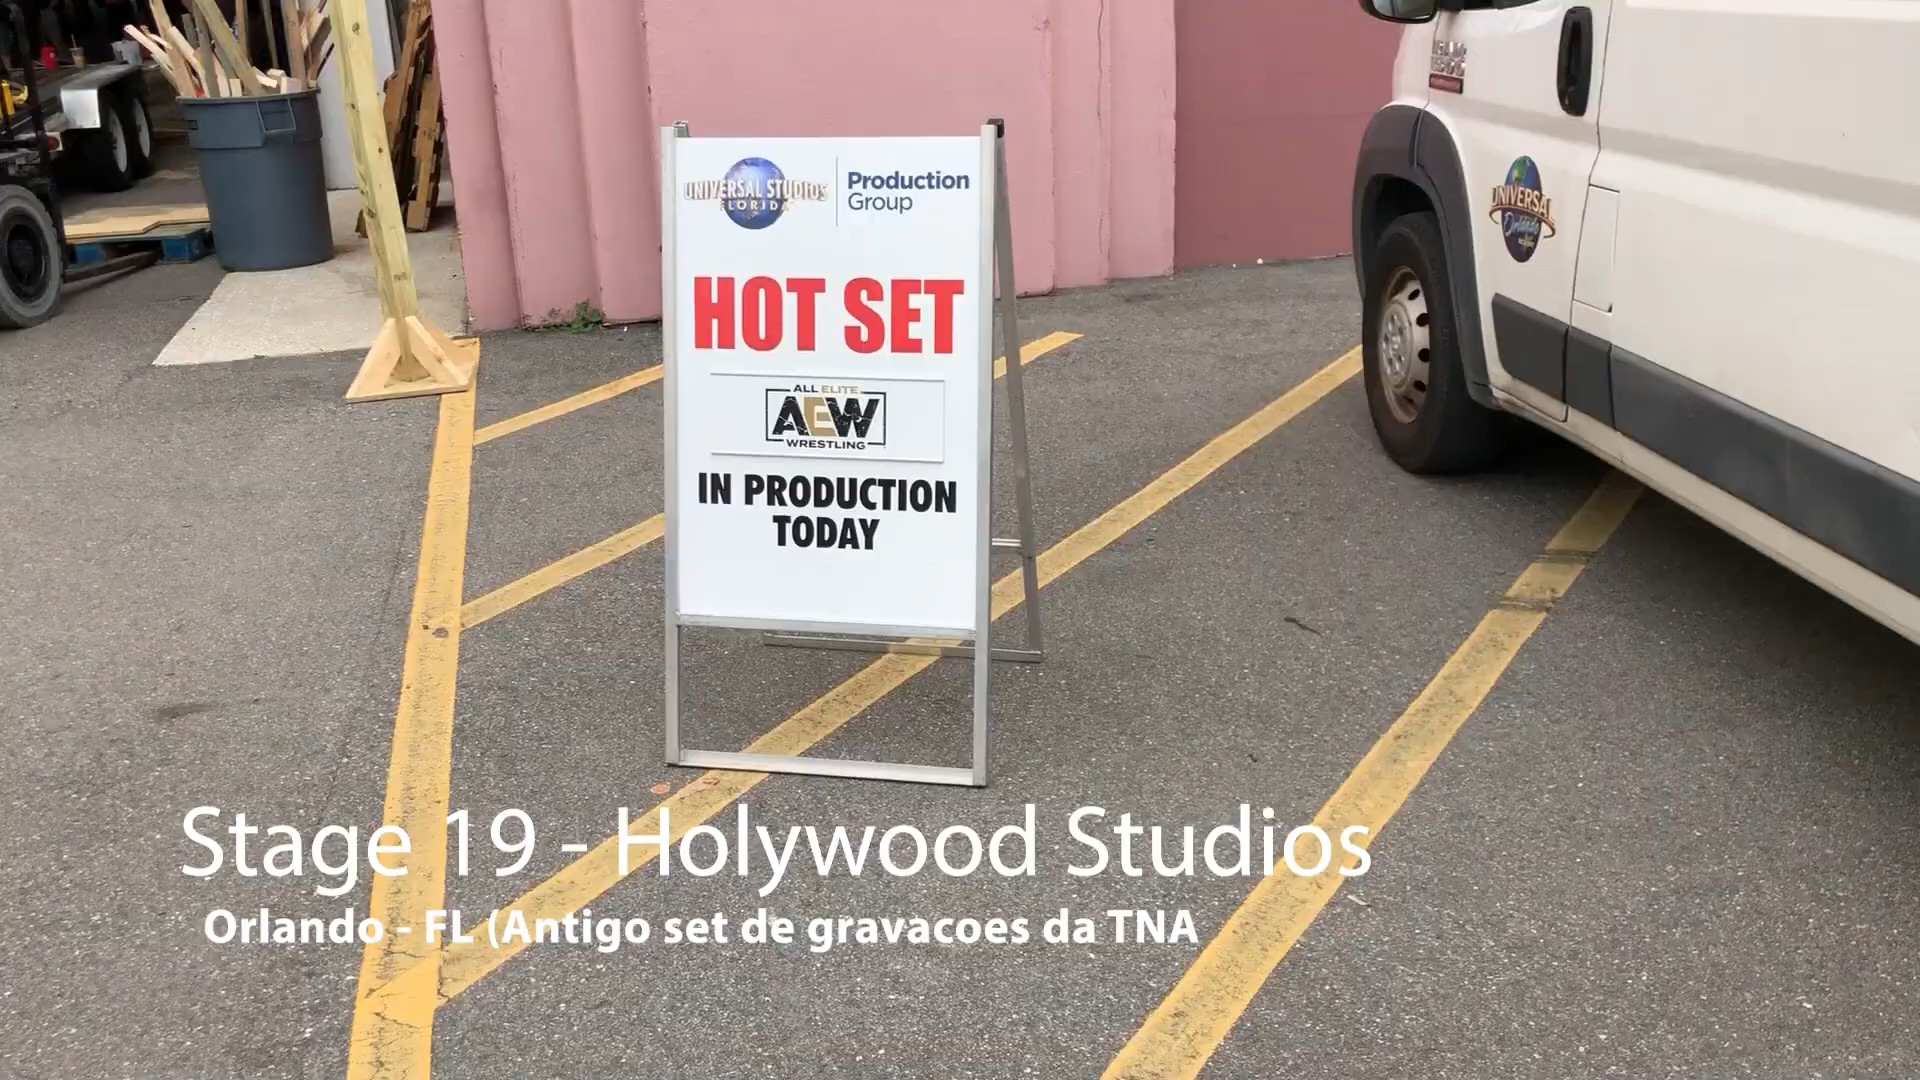 UNIVERSAL STUDIOS
FLORIDA
Production
Group
HOT SET
ALL ELITE
AEW
WRESTLING
IN PRODUCTION
TODAY
UNIVERSAL
Orlando
Stage 19 - Holywood Studios
Orlando - FL (Antigo set de gravacoes da TNA